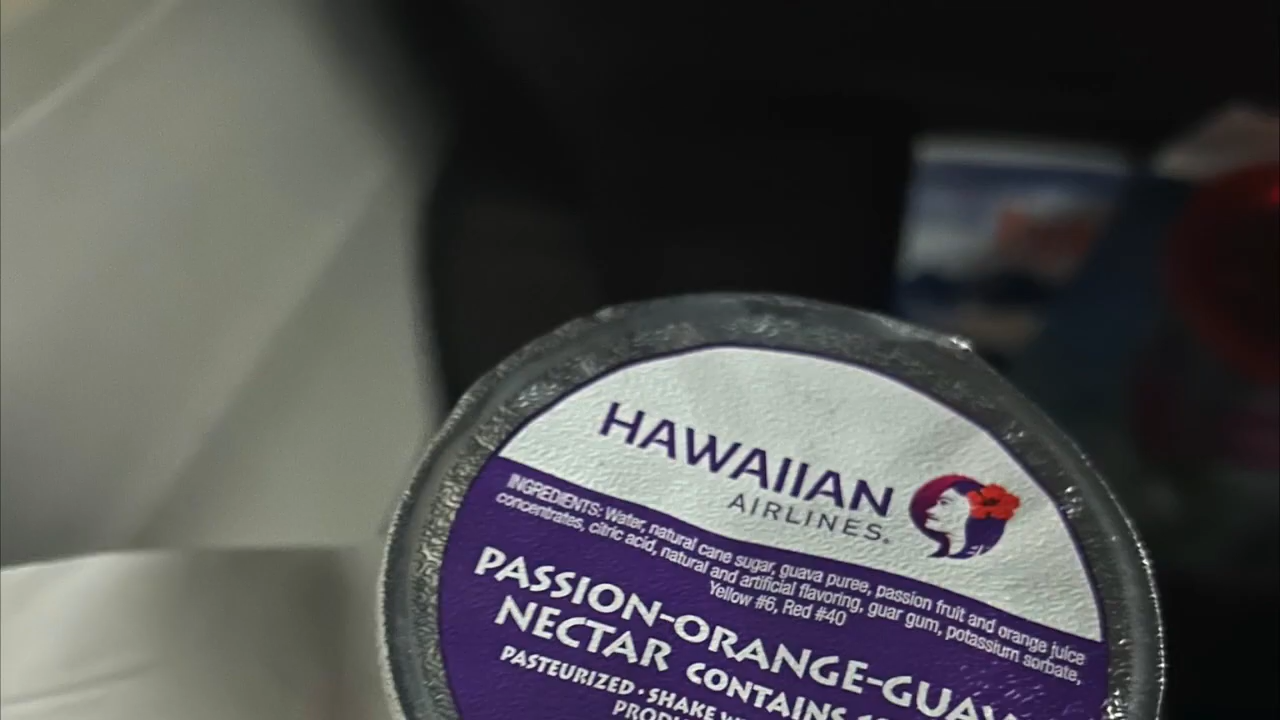 HAWAIIAN
AIRLINES®
INGREDIENTS: Water, natural cane sugar, guava puree, passion fruit and orange juice
concentrates, citric acid, natural and artificial flavoring, guar gum, potassium sorbate,
Yellow #6, Red #40
PASSION-ORANGE-GUAV
NECTAR CONTAINS
PASTEURIZED • SHAKE